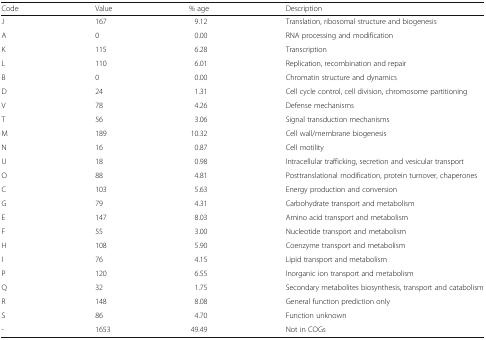 Code Value % age Description
J 167 9.12 Translation, ribosomal structure and biogenesis
A 0 0.00 RNA processing and modification
K 115 6.28 Transcription
L 110 6.01 Replication, recombination and repair
B 0 0.00 Chromatin structure and dynamics
D 24 1.31 Cell cycle control, cell division, chromosome partitioning
V 78 4.26 Defense mechanisms
T 56 3.06 Signal transduction mechanisms
M 189 10.32 Cell wall/membrane biogenesis
N 16 0.87 Cell motility
U 18 0.98 Intracellular trafficking, secretion and vesicular transport
O 88 4.81 Posttranslational modification, protein turnover, chaperones
C 103 5.63 Energy production and conversion
G 79 4.31 Carbohydrate transport and metabolism
E 147 8.03 Amino acid transport and metabolism
F 55 3.00 Nucleotide transport and metabolism
H 108 5.90 Coenzyme transport and metabolism
I 76 4.15 Lipid transport and metabolism
P 120 6.55 Inorganic ion transport and metabolism
Q 32 1.75 Secondary metabolites biosynthesis, transport and catabolism
R 148 8.08 General function prediction only
S 86 4.70 Function unknown
- 1653 49.49 Not in COGs